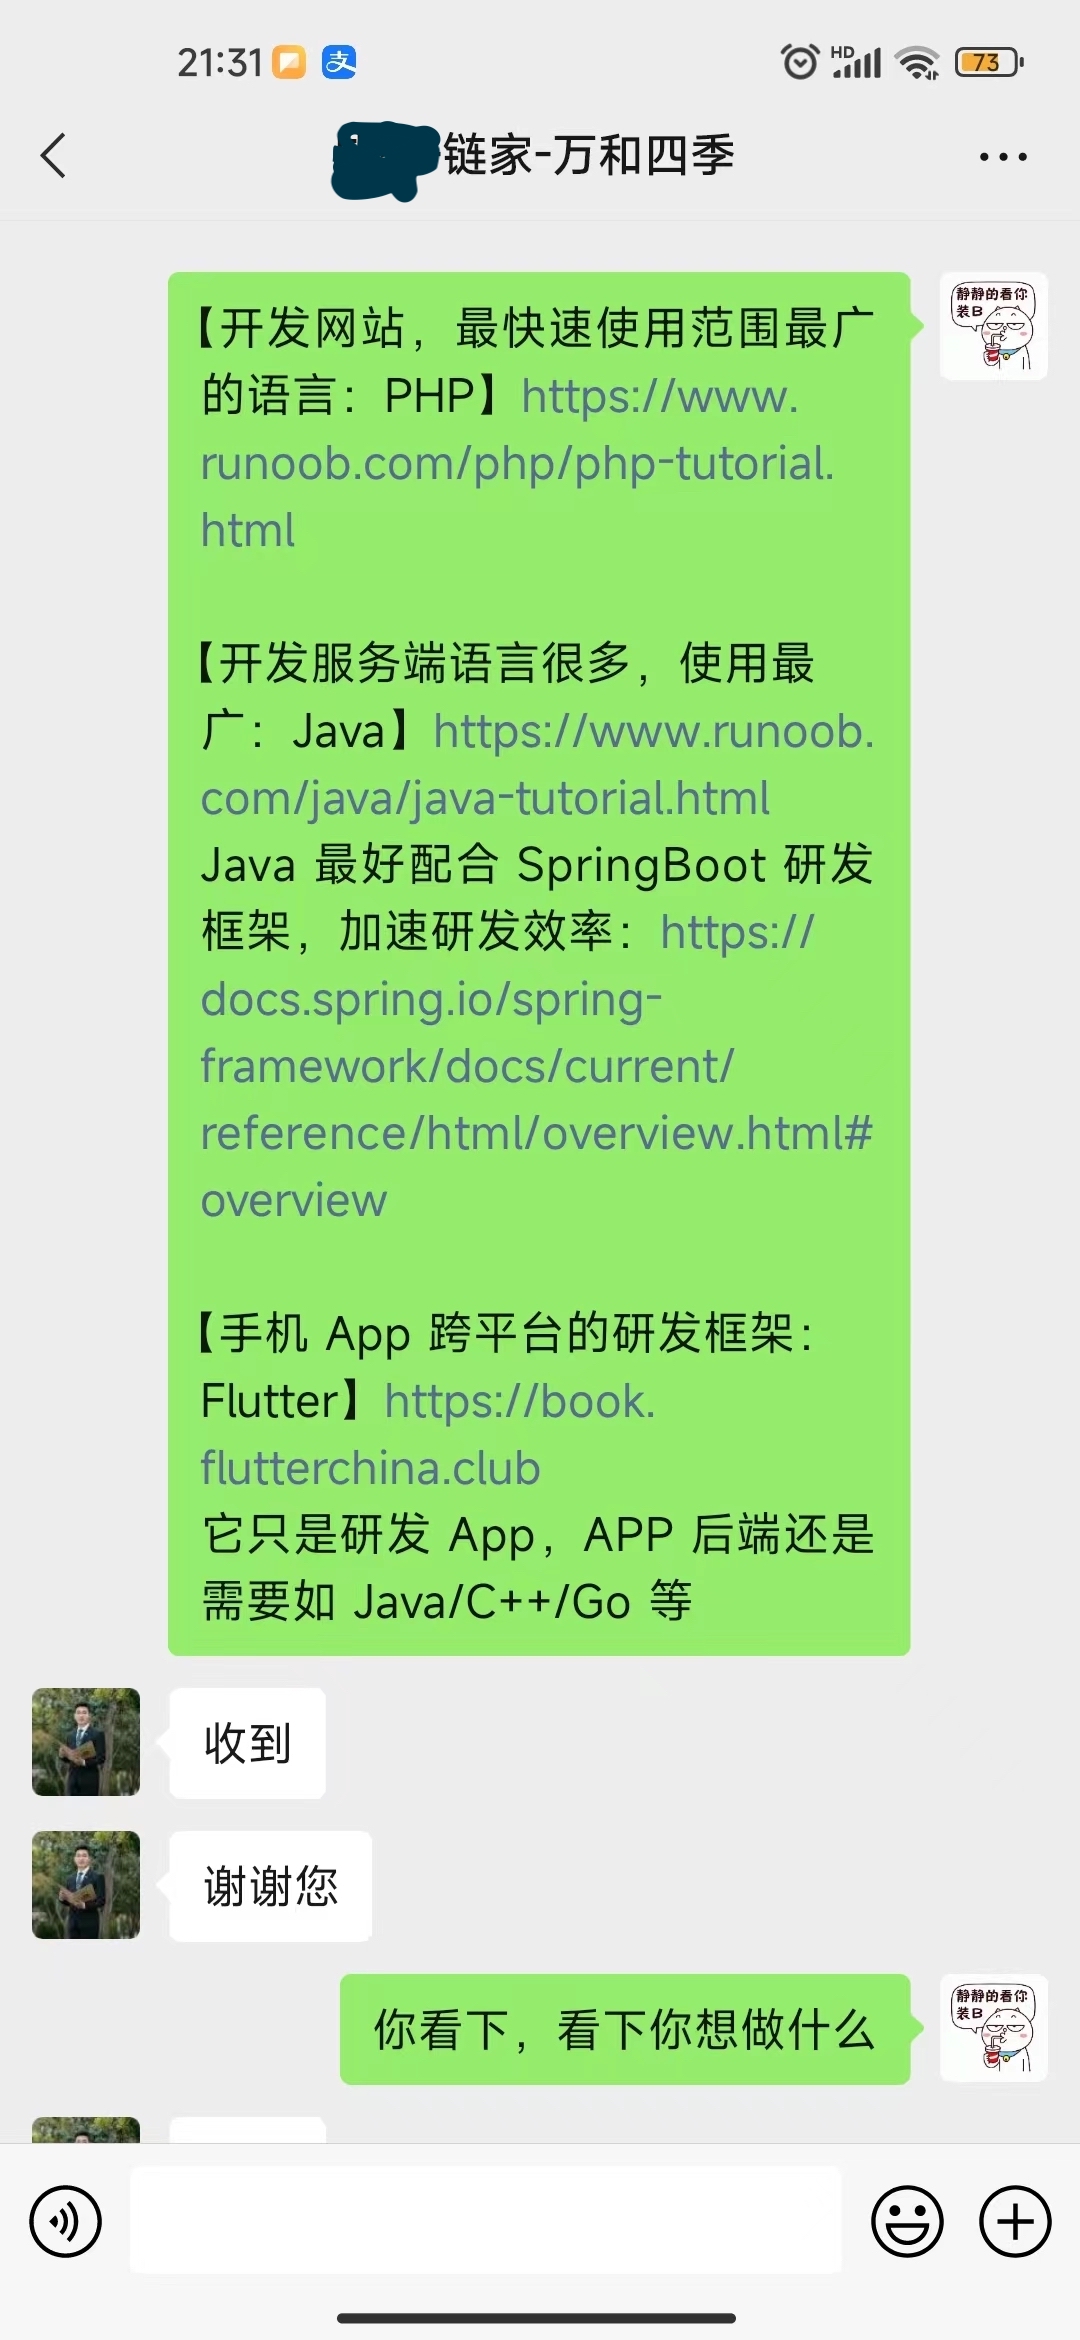 21:31
支
HD
73
链家-万和四季
【开发网站，最快速使用范围最广
的语言：PHP】https://www.
runoob.com/php/php-tutorial.
html
静静的看你
装B
【开发服务端语言很多，使用最
广：Java】https://www.runoob.
com/java/java-tutorial.html
Java 最好配合 SpringBoot 研发
框架，加速研发效率：https://
docs.spring.io/spring-
framework/docs/current/
reference/html/overview.html#
overview
【手机 App 跨平台的研发框架：
Flutter】https://book.
flutterchina.club
它只是研发 App，APP 后端还是
需要如 Java/C++/Go 等
收到
谢谢您
你看下，看下你想做什么
静静的看你
装B